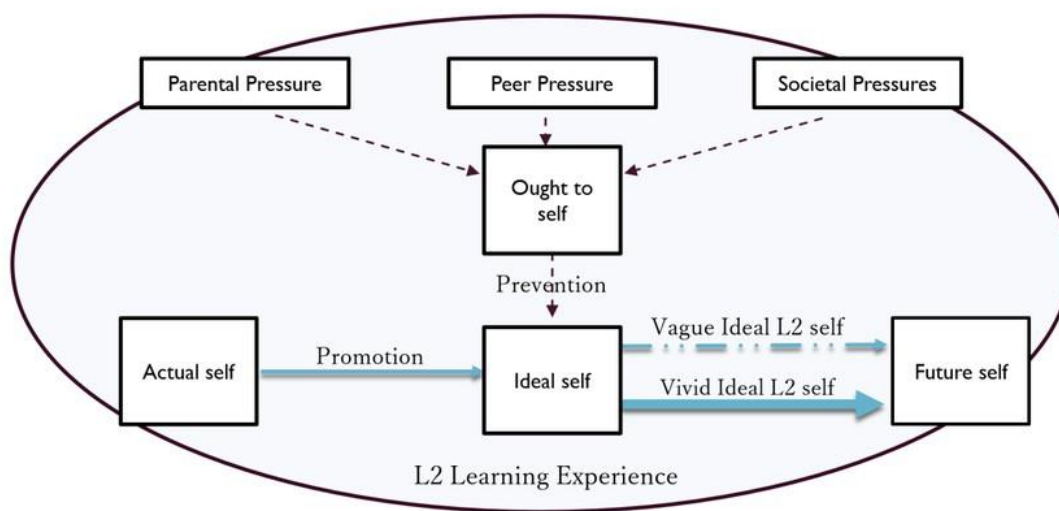 Parental Pressure
Peer Pressure
Societal Pressures
Ought to
self
Prevention
Actual self
Promotion
Ideal self
Vague Ideal L2 self
Vivid Ideal L2 self
Future self
L2 Learning Experience